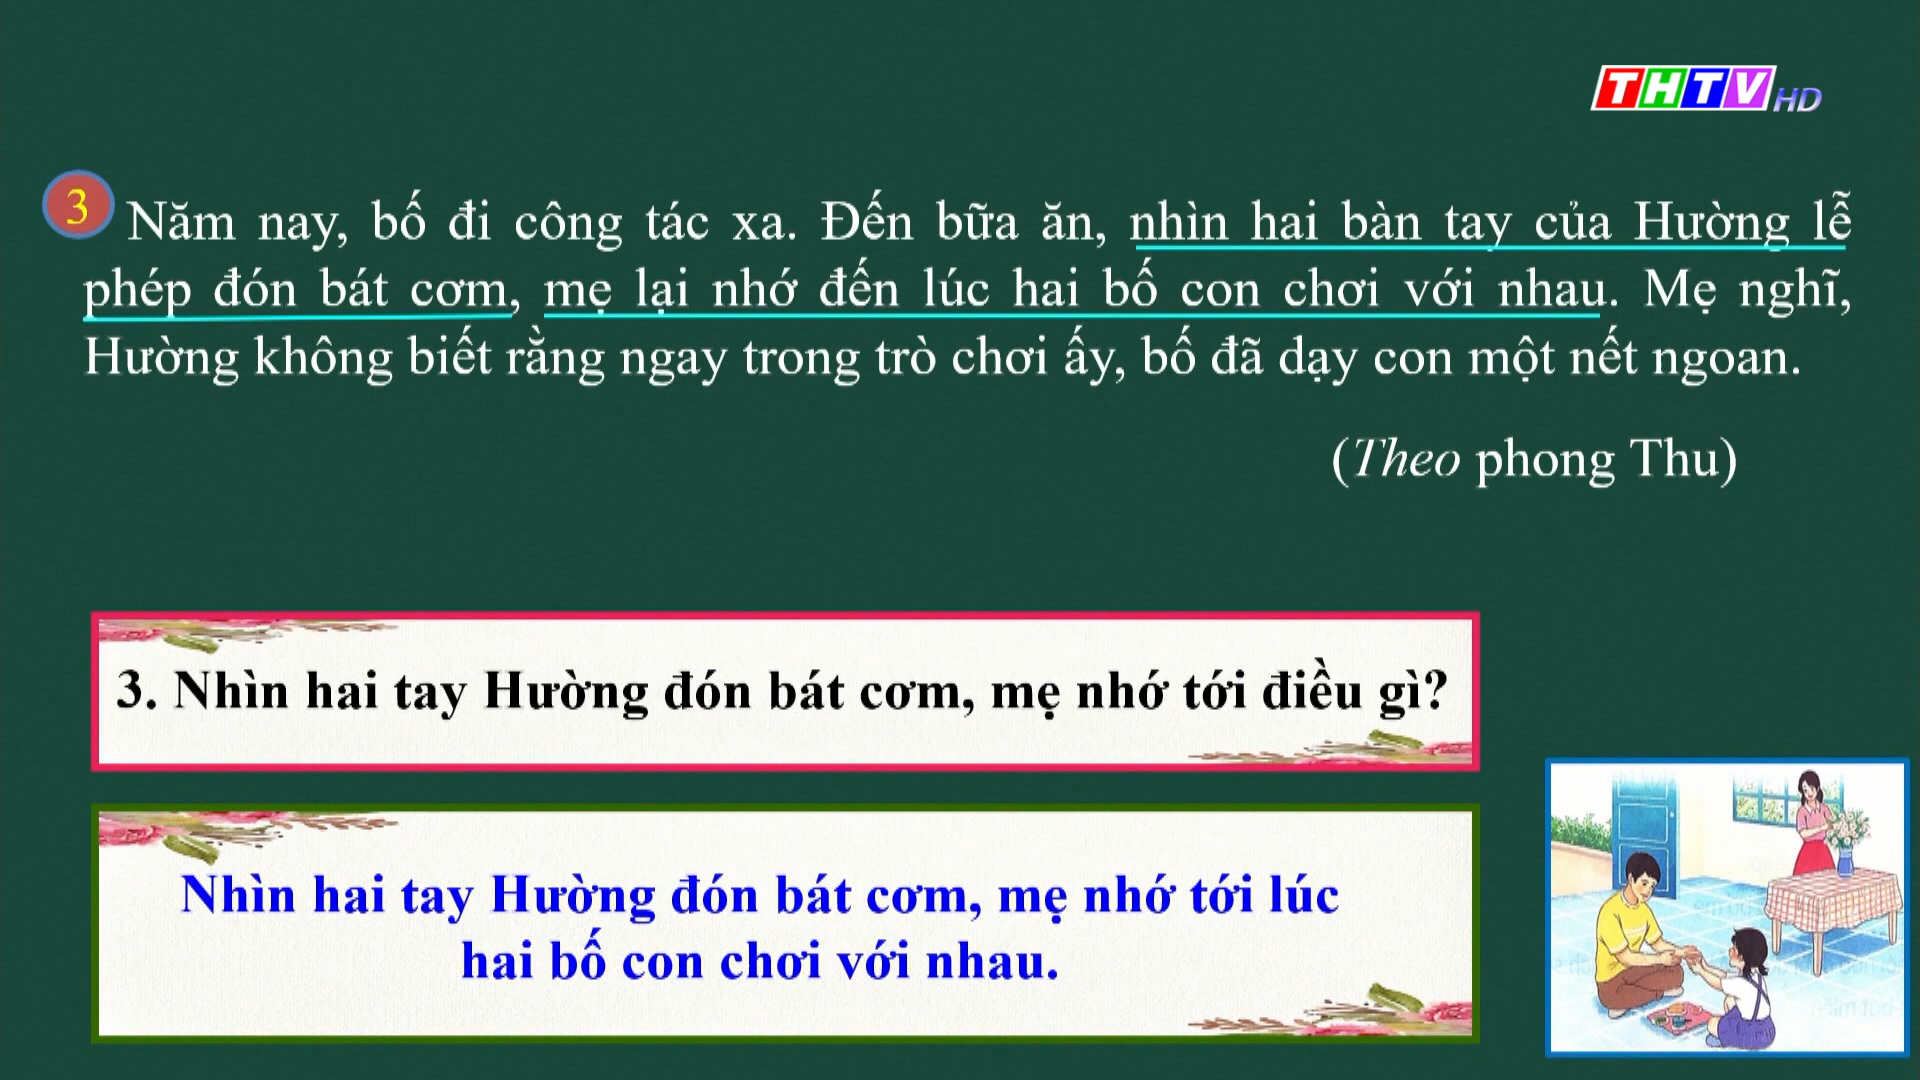 THTV HD
3
Năm nay, bố đi công tác xa. Đến bữa ăn, nhìn hai bàn tay của Hường lễ
phép đón bát cơm, mẹ lại nhớ đến lúc hai bố con chơi với nhau. Mẹ nghĩ,
Hường không biết rằng ngay trong trò chơi ấy, bố đã dạy con một nết ngoan.
(Theo phong Thu)
3. Nhìn hai tay Hường đón bát cơm, mẹ nhớ tới điều gì?
Nhìn hai tay Hường đón bát cơm, mẹ nhớ tới lúc
hai bố con chơi với nhau.